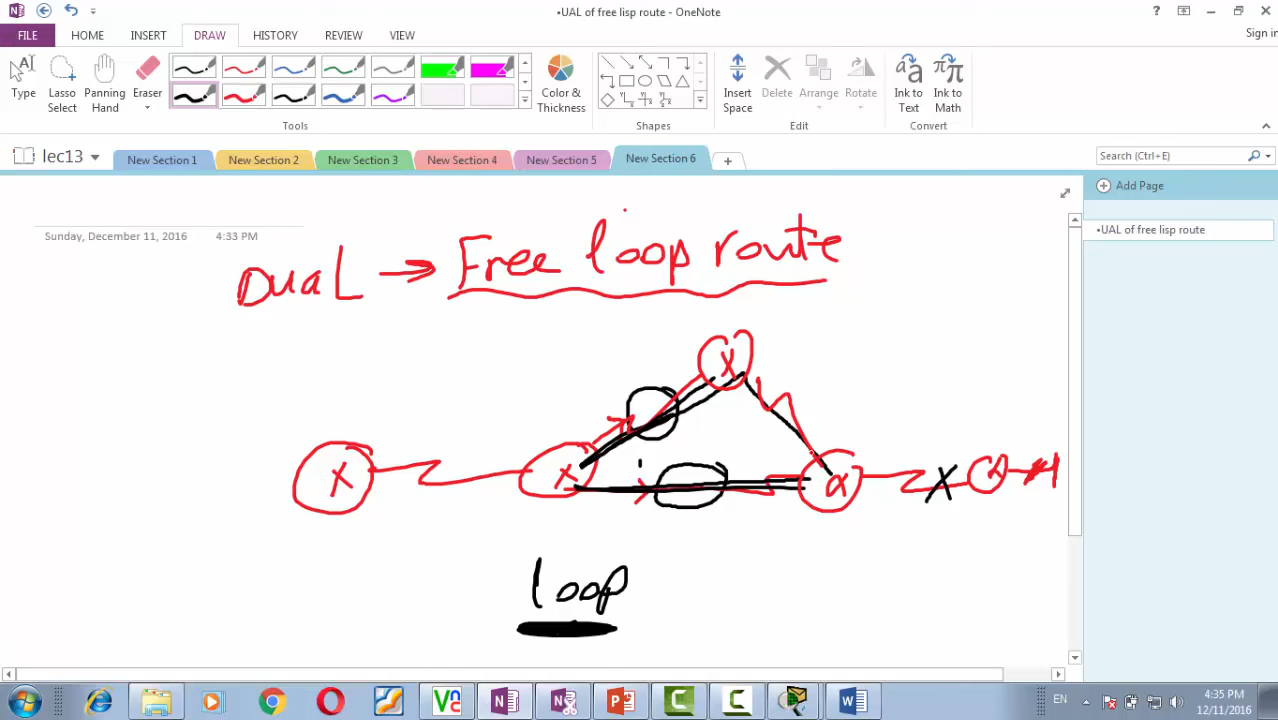 •UAL of free lisp route - OneNote
Sign in
FILE HOME INSERT DRAW HISTORY REVIEW VIEW
Type Lasso Select Panning Hand Eraser Color & Thickness Insert Space Delete Arrange Rotate Ink to Text Ink to Math
Tools Shapes Edit Convert
lec13 New Section 1 New Section 2 New Section 3 New Section 4 New Section 5 New Section 6 Search (Ctrl+E)
Add Page
•UAL of free lisp route
Sunday, December 11, 2016 4:33 PM
DuaL → Free loop route
X
X X α X
loop
EN 4:35 PM
12/11/2016